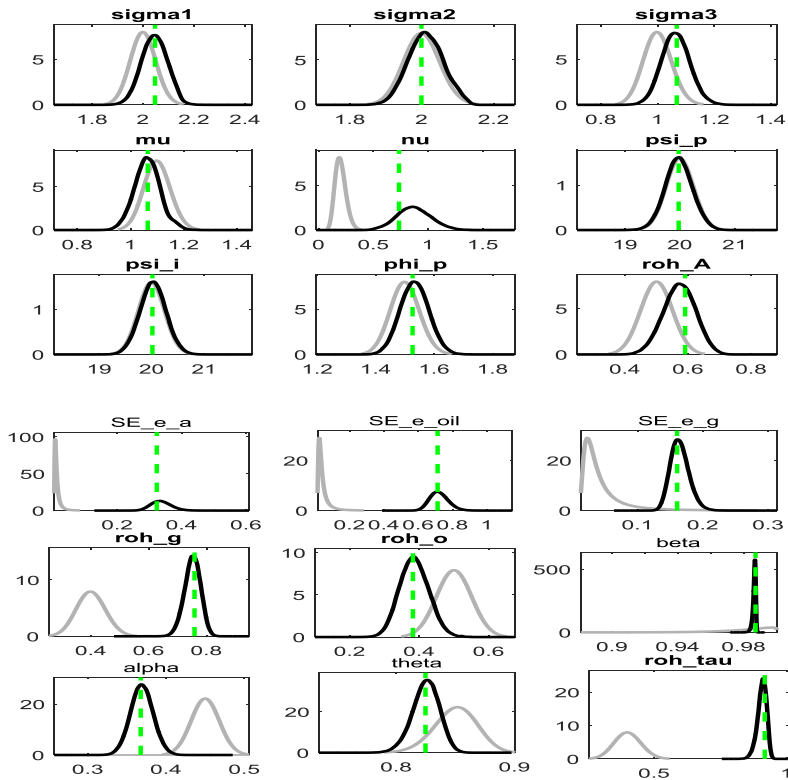 sigma1 sigma2 sigma3
5 5 5
0 0 0
1.8 2 2.2 2.4 1.8 2 2.2 0.8 1 1.2 1.4
mu nu psi_p
5 5 1
0 0 0
0.8 1 1.2 1.4 0 0.5 1 1.5 19 20 21
psi_i phi_p roh_A
1 5 5
0 0 0
19 20 21 1.2 1.4 1.6 1.8 0.4 0.6 0.8
SE_e_a SE_e_oil SE_e_g
100
50 20 20
0 0 0
0.2 0.4 0.6 0.2 0.4 0.6 0.8 1 0.1 0.2 0.3
roh_g roh_o beta
10 10 500
5
0 0 0
0.4 0.6 0.8 0.2 0.4 0.6 0.9 0.94 0.98
alpha theta roh_tau
20 20 20
10
0 0 0
0.3 0.4 0.5 0.8 0.9 0.5 1